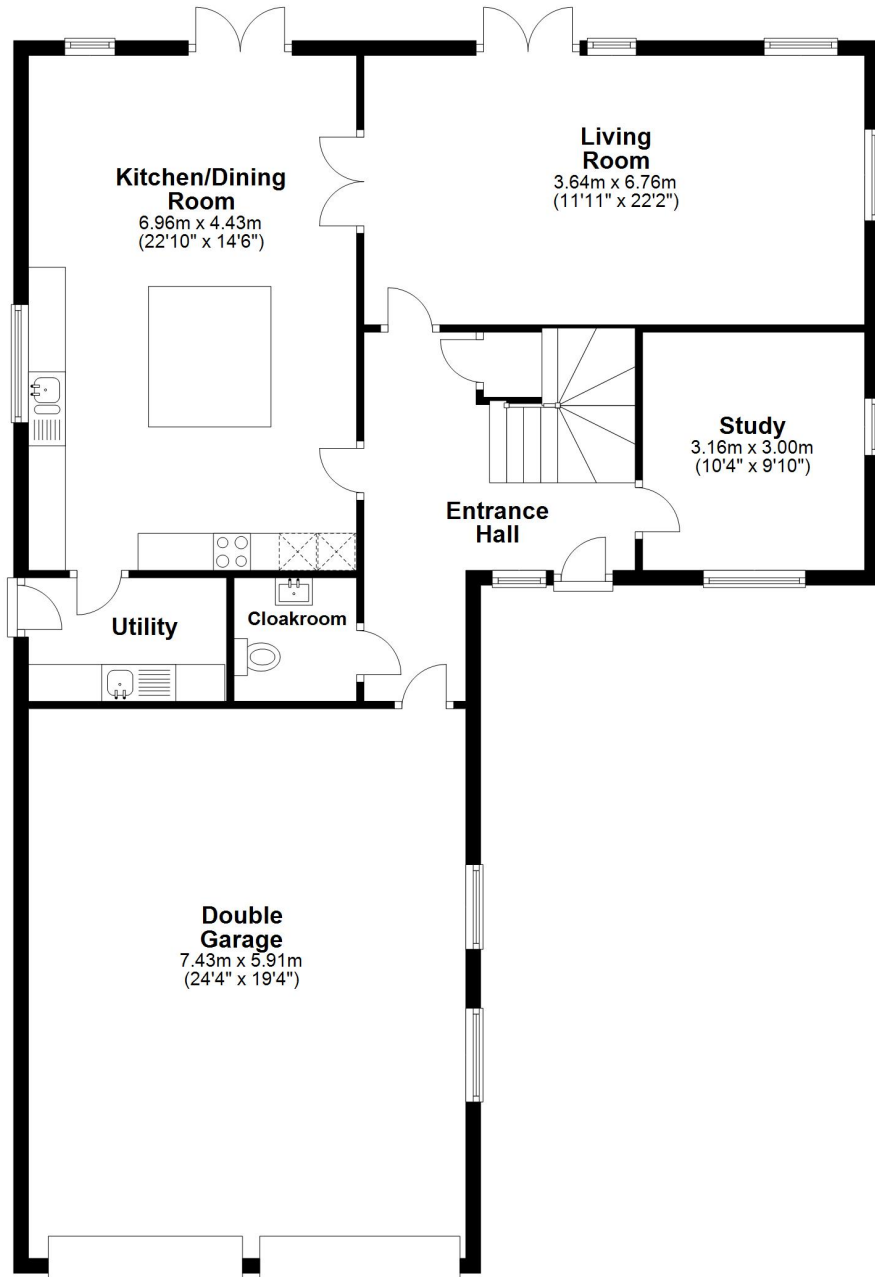 Kitchen/Dining
Room
6.96m x 4.43m
(22'10" x 14'6")
Living
Room
3.64m x 6.76m
(11'11" x 22'2")
Study
3.16m x 3.00m
(10'4" x 9'10")
Entrance
Hall
Utility
Cloakroom
Double
Garage
7.43m x 5.91m
(24'4" x 19'4")